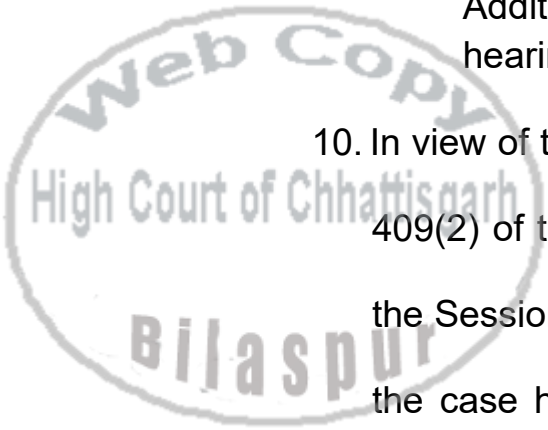 Addit
heari
10. In view of t
409(2) of t
the Sessio
the case h
Web Copy
High Court of Chhattisgarh
Bilaspur